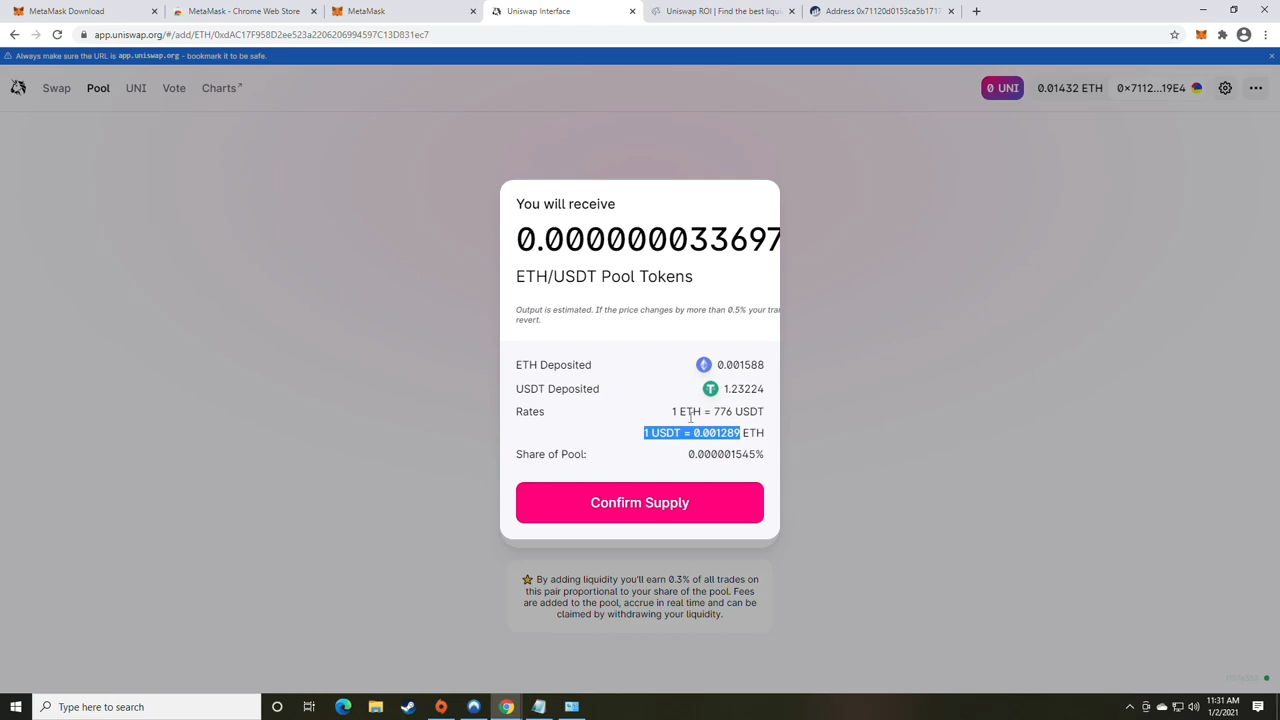 MetaMask Download
MetaMask - Chrome Web Store
MetaMask
Uniswap Interface
Uniswap ROI | Find the best liqui
Address 0x71120d0153ca5b1717
app.uniswap.org/#/add/ETH/0xdAC17F958D2ee523a2206206994597C13D831ec7
Always make sure the URL is app.uniswap.org - bookmark it to be safe.
Swap
Pool
UNI
Vote
Charts↗
0 UNI
0.01432 ETH
0x7112...19E4
You will receive
0.000000033697
ETH/USDT Pool Tokens
Output is estimated. If the price changes by more than 0.5% your tra
revert.
ETH Deposited 0.001588
USDT Deposited 1.23224
Rates 1 ETH = 776 USDT
1 USDT = 0.001289 ETH
Share of Pool: 0.000001545%
Confirm Supply
⭐ By adding liquidity you'll earn 0.3% of all trades on
this pair proportional to your share of the pool. Fees
are added to the pool, accrue in real time and can be
claimed by withdrawing your liquidity.
Type here to search
11:31 AM
1/2/2021